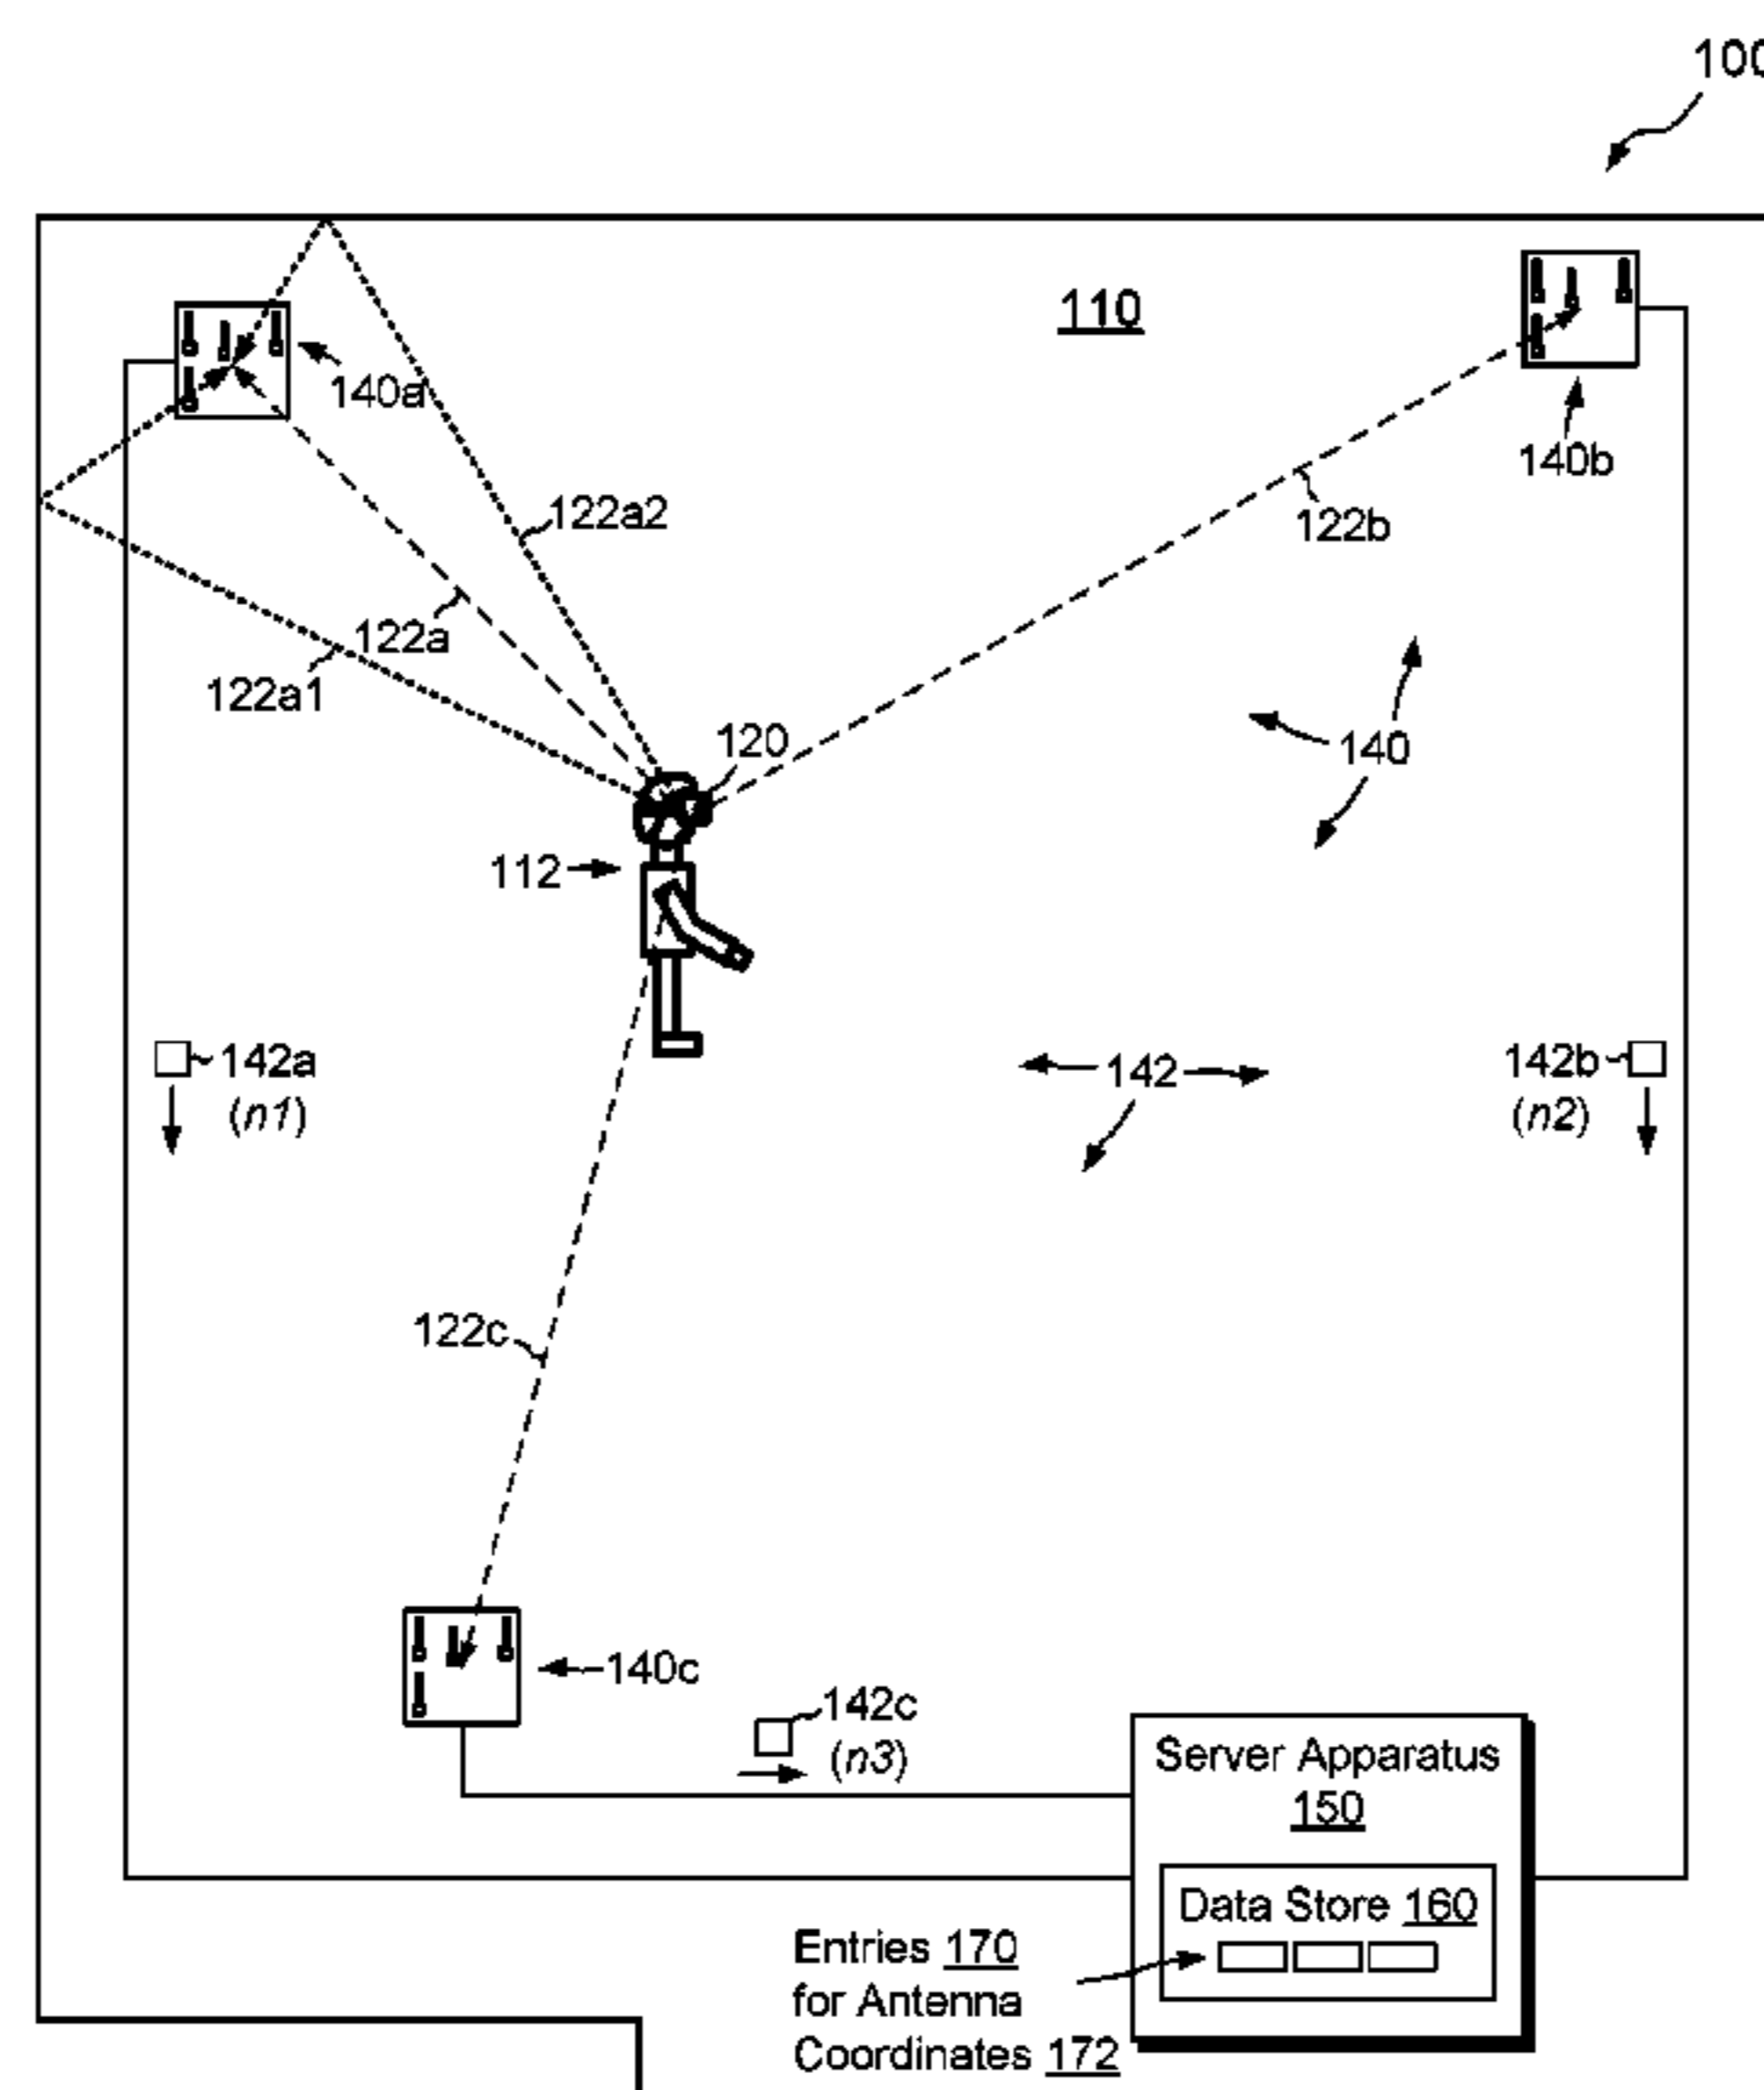 100
110
140a
140b
122a2
122b
122a
122a1
120
140
112
142a
(n1)
142
142b
(n2)
122c
140c
142c
(n3)
Server Apparatus
150
Data Store 160
Entries 170
for Antenna
Coordinates 172